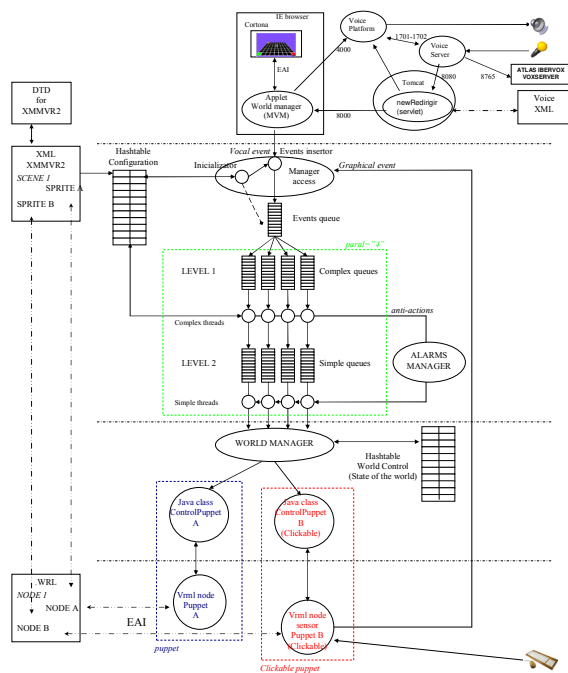 IE browser
Cortona
EAI
Applet
World manager
(MVM)
4000
8000
Voice
Platform
1701-1702
Voice
Server
8080
8765
ATLAS IBERVOX
VOXSERVER
Tomcat
newRedirigir
(servlet)
Voice
XML
DTD
for
XMMVR2
XML
XMMVR2
SCENE 1
SPRITE A
SPRITE B
Hashtable
Configuration
Inicializator
Vocal event
Events insertor
Manager
access
Graphical event
Events queue
paral="4"
LEVEL 1
Complex queues
Complex threads
anti-actions
LEVEL 2
Simple queues
ALARMS
MANAGER
Simple threads
WORLD MANAGER
Hashtable
World Control
(State of the world)
Java class
ControlPuppet
A
Java class
ControlPuppet
B
(Clickable)
.WRL
NODE 1
NODE A
NODE B
EAI
Vrml node
Puppet
A
puppet
Vrml node
sensor
Puppet B
(Clickable)
Clickable puppet